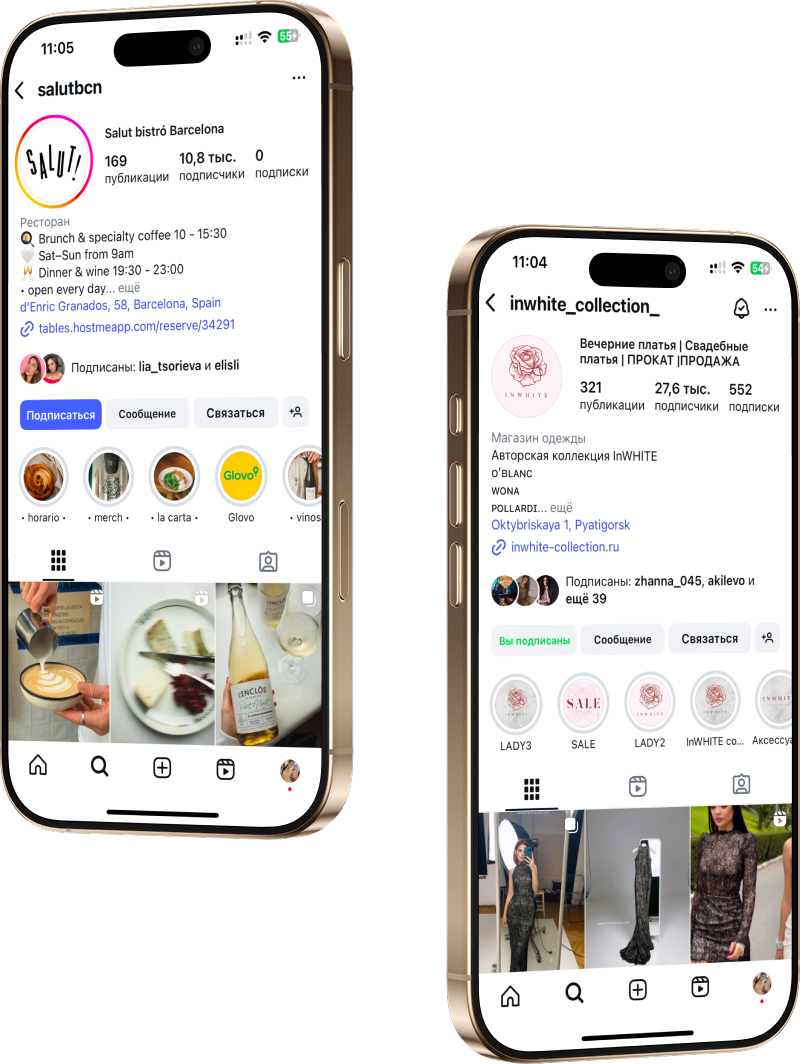 11:05
55
salutbcn
SALUT!
Salut bistró Barcelona
169
10,8 тыс.
0
публикации
подписчики
подписки
Ресторан
Brunch & specialty coffee 10 - 15:30
Sat–Sun from 9am
Dinner & wine 19:30 - 23:00
• open every day... ещё
d'Enric Granados, 58, Barcelona, Spain
tables.hostmeapp.com/reserve/34291
Подписаны: lia_tsorieva и elisli
Подписаться
Сообщение
Связаться
Glovo
• horario •
• merch •
• la carta •
Glovo
• vinos
L'ENCLÒS
11:04
54
inwhite_collection_
INWHITE
Вечерние платья | Свадебные
платья | ПРОКАТ |ПРОДАЖА
321
27,6 тыс.
552
публикации
подписчики
подписки
Магазин одежды
Авторская коллекция InWHITE
O'BLANC
WONA
POLLARDI... ещё
Oktybriskaya 1, Pyatigorsk
inwhite-collection.ru
Подписаны: zhanna_045, akilevo и
ещё 39
Вы подписаны
Сообщение
Связаться
INWHITE
SALE
INWHITE
INWHITE
INWHITE
LADY3
SALE
LADY2
InWHITE co...
Аксессуа